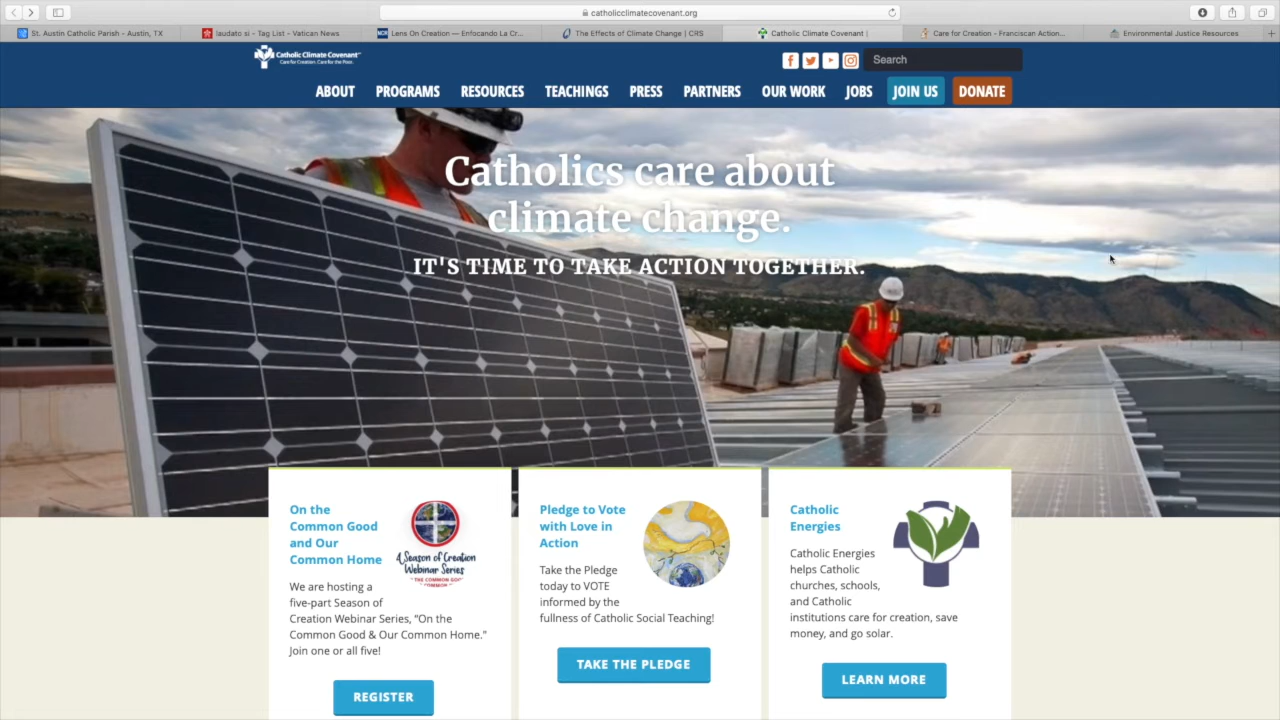 catholicclimatecovenant.org
St. Austin Catholic Parish - Austin, TX
laudato si - Tag List - Vatican News
Lens On Creation — Enfocando La Cr...
The Effects of Climate Change | CRS
Catholic Climate Covenant |
Care for Creation - Franciscan Action...
Environmental Justice Resources
Catholic Climate Covenant
Care for Creation. Care for the Poor.
Search
ABOUT PROGRAMS RESOURCES TEACHINGS PRESS PARTNERS OUR WORK JOBS JOIN US DONATE
Catholics care about
climate change.
IT'S TIME TO TAKE ACTION TOGETHER.
On the
Common Good
and Our
Common Home
A Season of Creation
Webinar Series
We are hosting a
five-part Season of
Creation Webinar Series, "On the
Common Good & Our Common Home."
Join one or all five!
REGISTER
Pledge to Vote
with Love in
Action
Take the Pledge
today to VOTE
informed by the
fullness of Catholic Social Teaching!
TAKE THE PLEDGE
Catholic
Energies
Catholic Energies
helps Catholic
churches, schools,
and Catholic
institutions care for creation, save
money, and go solar.
LEARN MORE